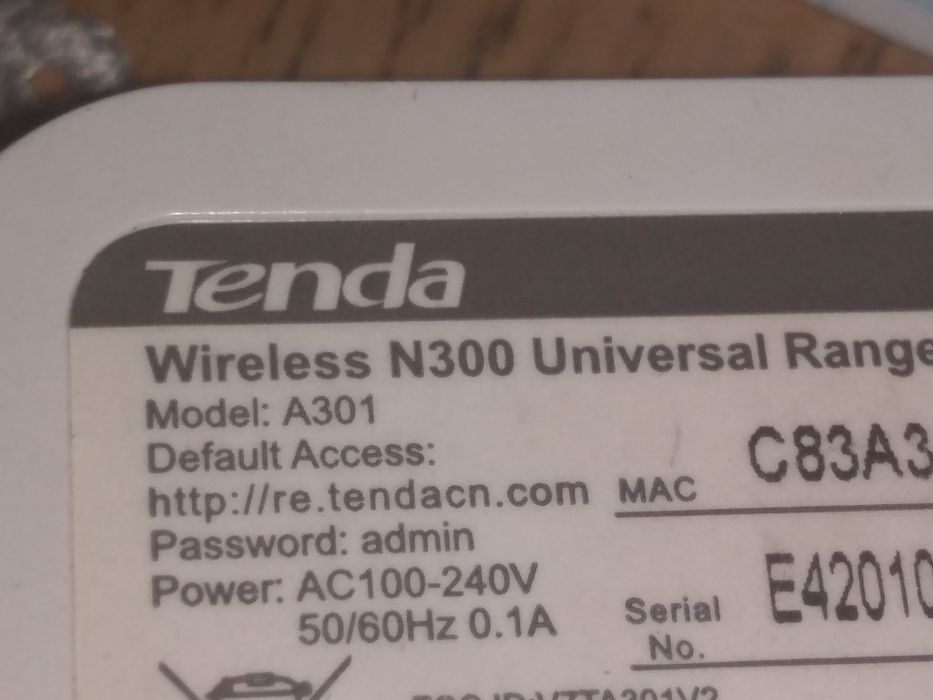 Tenda
Wireless N300 Universal Range
Model: A301
Default Access:
http://re.tendacn.com
Password: admin
Power: AC100-240V
50/60Hz 0.1A
MAC C83A3
Serial No. E42010